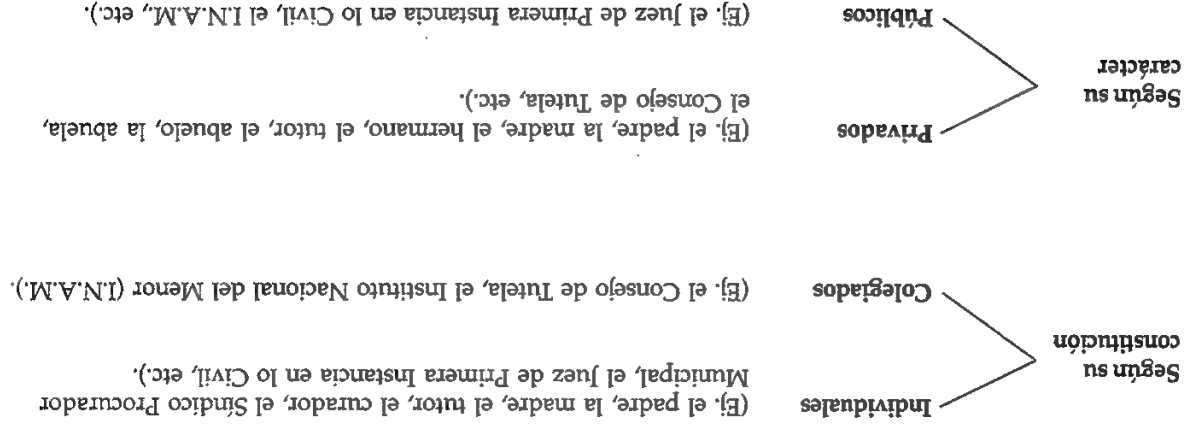 Individuales (Ej. el padre, la madre, el tutor, el curador, el Síndico Procurador
Municipal, el Juez de Primera Instancia en lo Civil, etc.).
Según su
constitución
Colegiados (Ej. el Consejo de Tutela, el Instituto Nacional del Menor (I.N.A.M.).
Privados (Ej. el padre, la madre, el hermano, el tutor, el abuelo, la abuela,
el Consejo de Tutela, etc.).
Según su
carácter
Públicos (Ej. el Juez de Primera Instancia en lo Civil, el I.N.A.M., etc.).